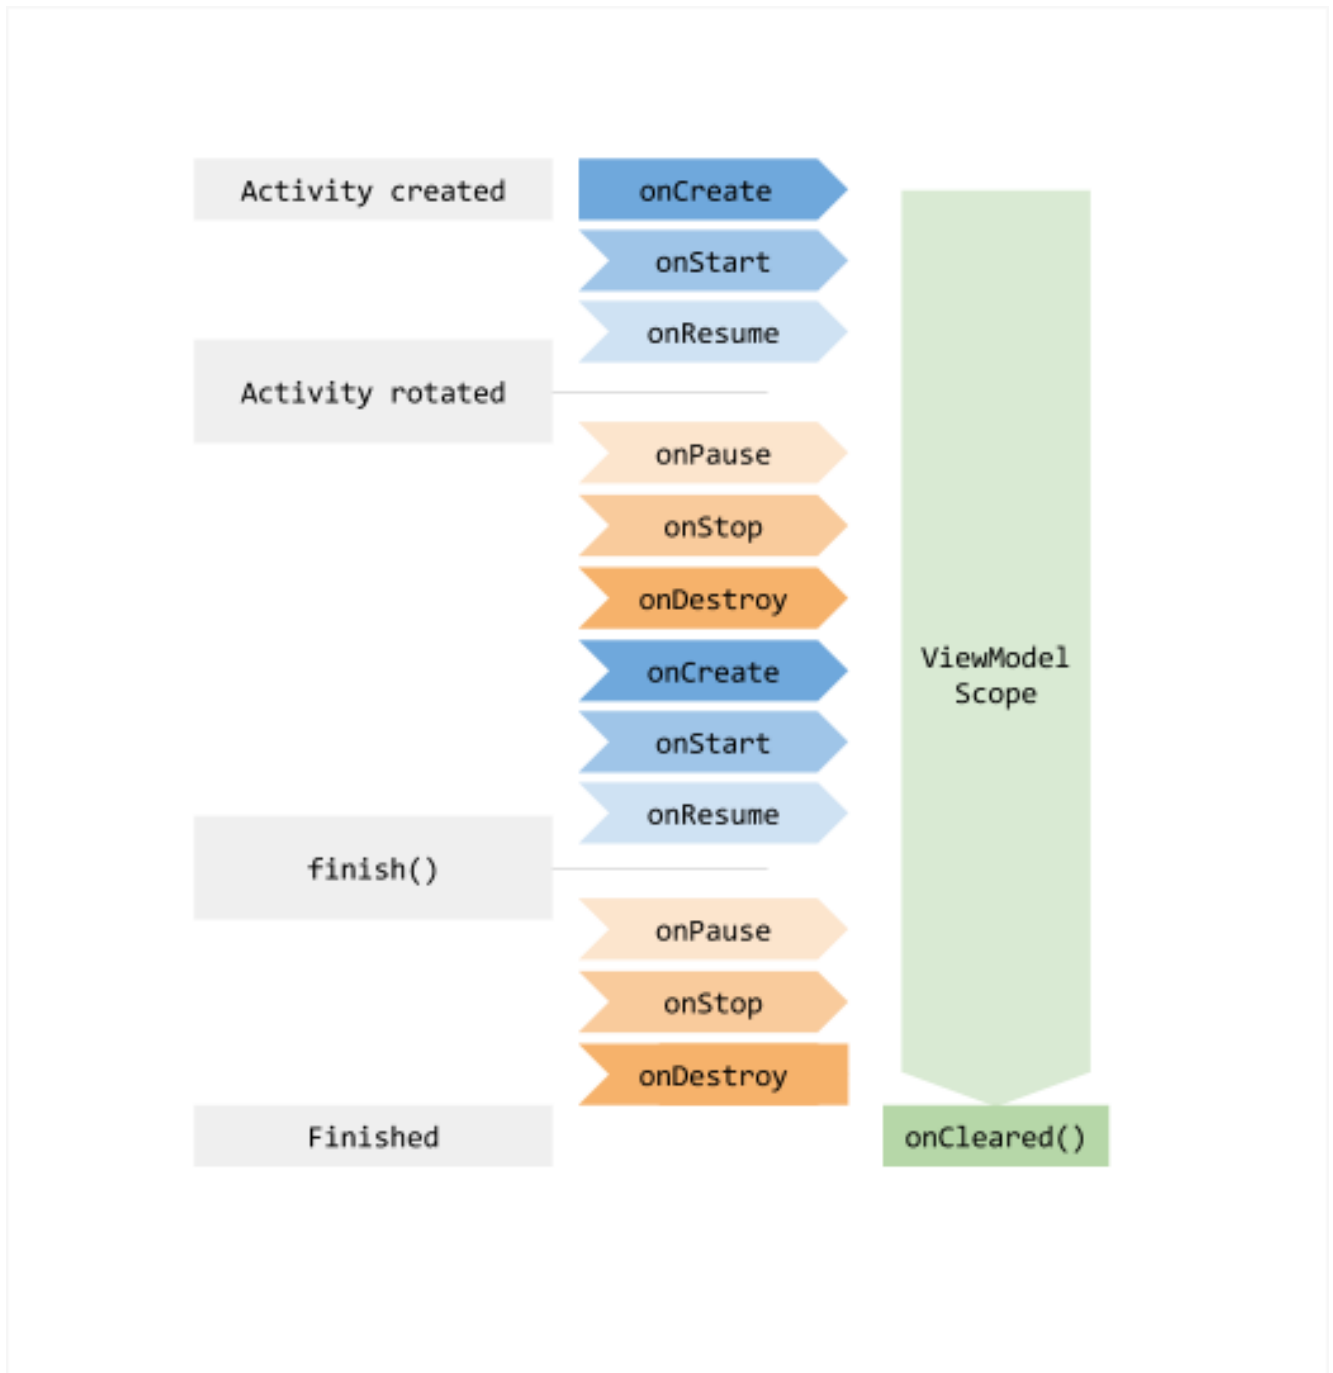 Activity created
onCreate
onStart
onResume
Activity rotated
onPause
onStop
onDestroy
onCreate
ViewModel
Scope
onStart
onResume
finish()
onPause
onStop
onDestroy
Finished
onCleared()